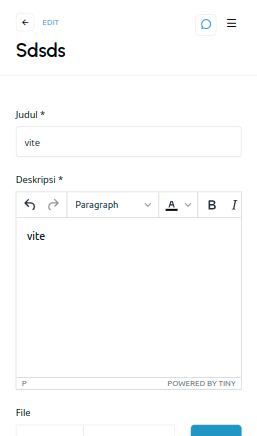 EDIT
Sdsds
Judul *
vite
Deskripsi *
Paragraph A B I
vite
P POWERED BY TINY
File